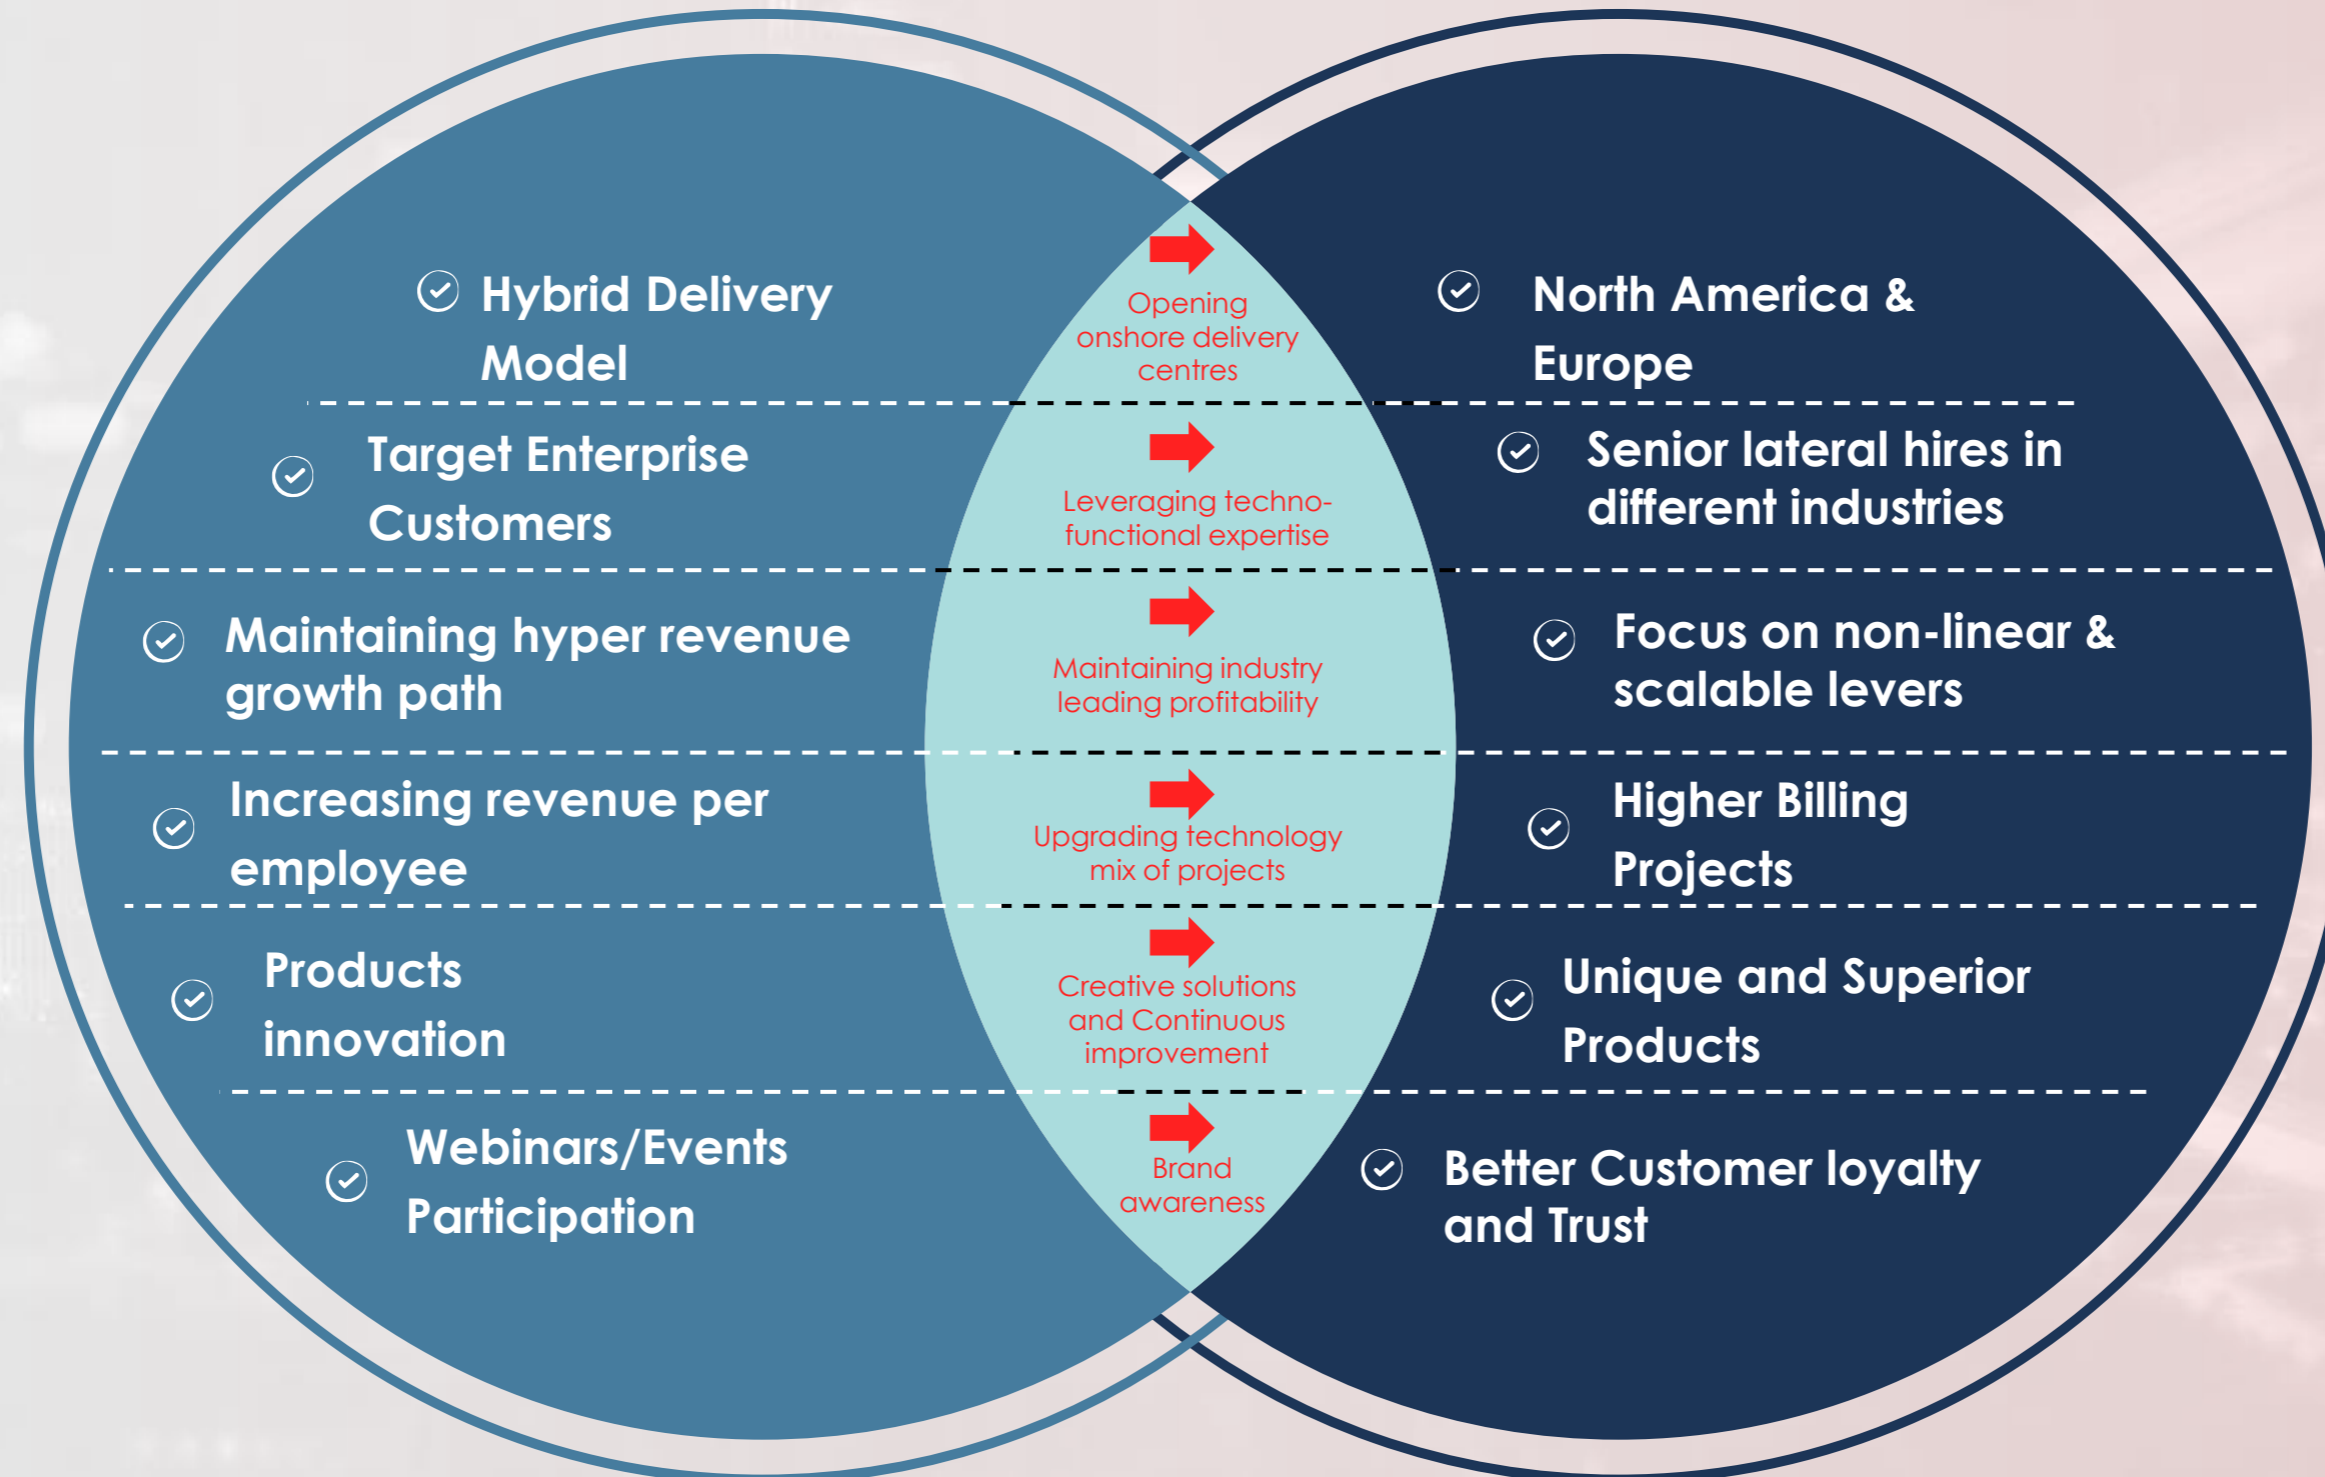 Hybrid Delivery
Model
Opening
onshore delivery
centres
North America &
Europe
Target Enterprise
Customers
Leveraging techno-
functional expertise
Senior lateral hires in
different industries
Maintaining hyper revenue
growth path
Maintaining industry
leading profitability
Focus on non-linear &
scalable levers
Increasing revenue per
employee
Upgrading technology
mix of projects
Higher Billing
Projects
Products
innovation
Creative solutions
and Continuous
improvement
Unique and Superior
Products
Webinars/Events
Participation
Brand
awareness
Better Customer loyalty
and Trust